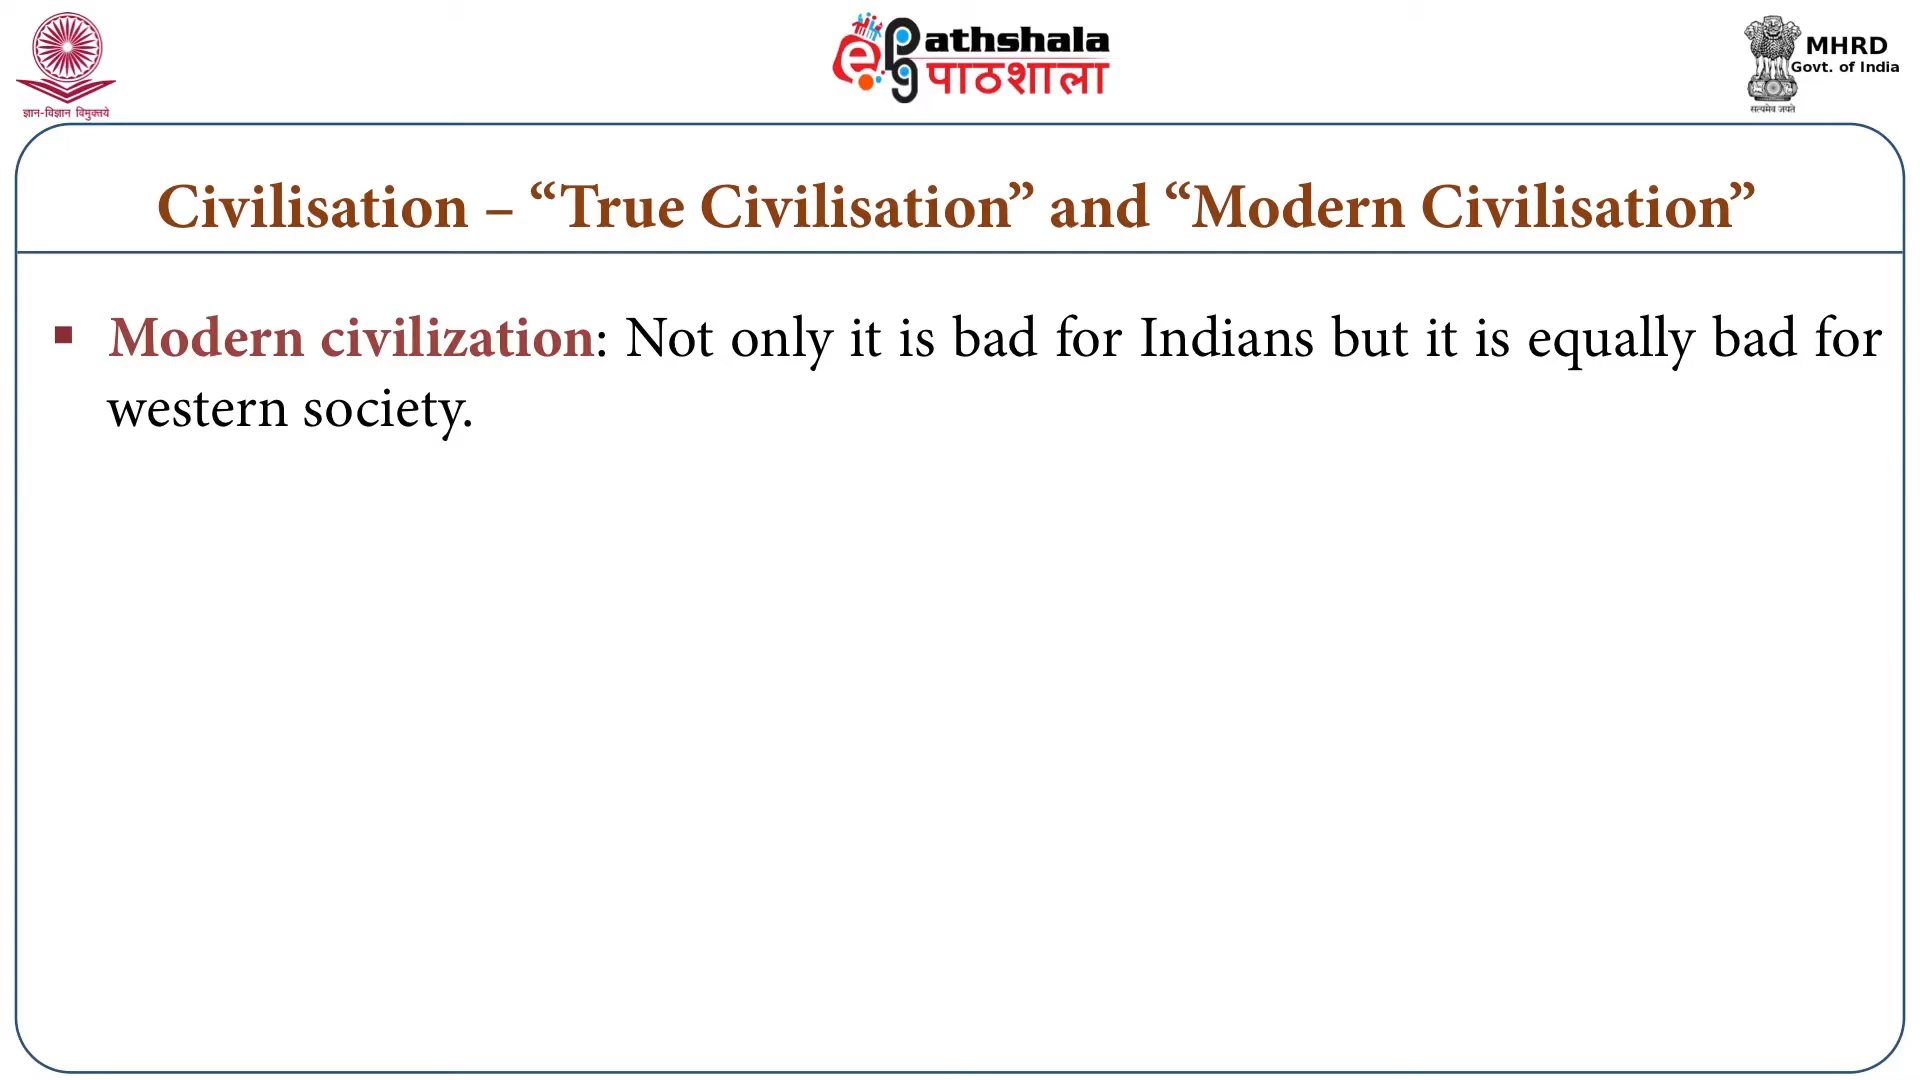 ज्ञान-विज्ञान विमुक्तये
ePathshala
पाठशाला
MHRD
Govt. of India
सत्यमेव जयते
Civilisation – “True Civilisation” and “Modern Civilisation”
▪ Modern civilization: Not only it is bad for Indians but it is equally bad for
western society.